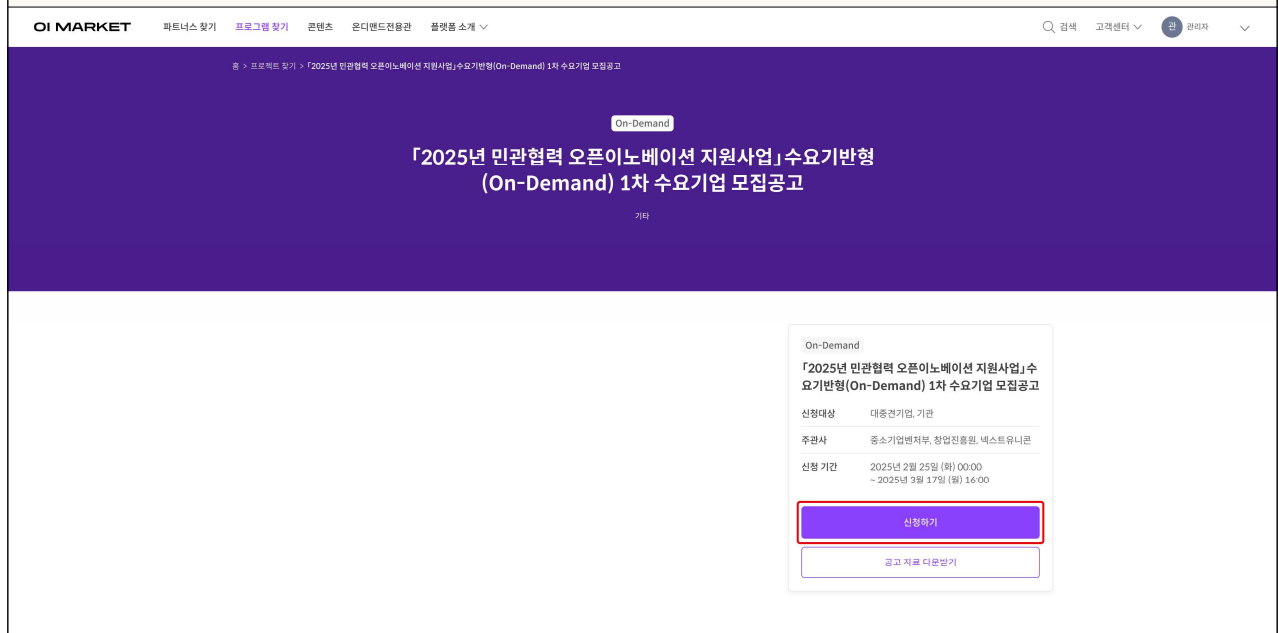 OI MARKET 파트너스 찾기 프로그램 찾기 콘텐츠 온디맨드전용관 플랫폼 소개 검색 고객센터 관 관리자
홈 > 프로젝트 찾기 > 「2025년 민관협력 오픈이노베이션 지원사업」수요기반형(On-Demand) 1차 수요기업 모집공고
On-Demand
「2025년 민관협력 오픈이노베이션 지원사업」수요기반형
(On-Demand) 1차 수요기업 모집공고
기타
On-Demand
「2025년 민관협력 오픈이노베이션 지원사업」수
요기반형(On-Demand) 1차 수요기업 모집공고
신청대상 대중견기업, 기관
주관사 중소기업벤처부, 창업진흥원, 넥스트유니콘
신청 기간 2025년 2월 25일 (화) 00:00
~ 2025년 3월 17일 (월) 16:00
신청하기
공고 자료 다운받기